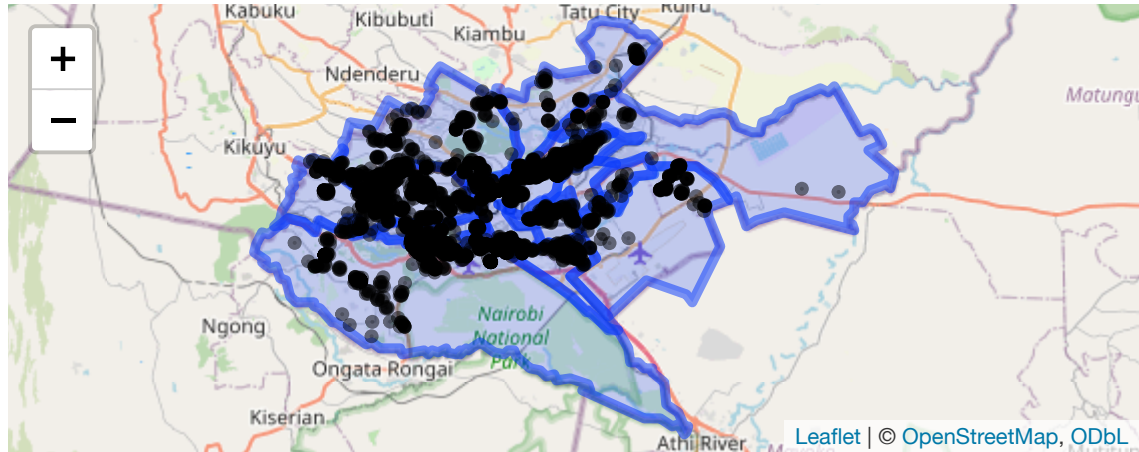 Kabuku
Kibubuti
Tatu City
Ruiru
Kiambu
Ndenderu
Matungu
Kikuyu
Nairobi
National
Park
Ngong
Ongata Rongai
Kiserian
Athi River
+
−
Leaflet | © OpenStreetMap, ODbL